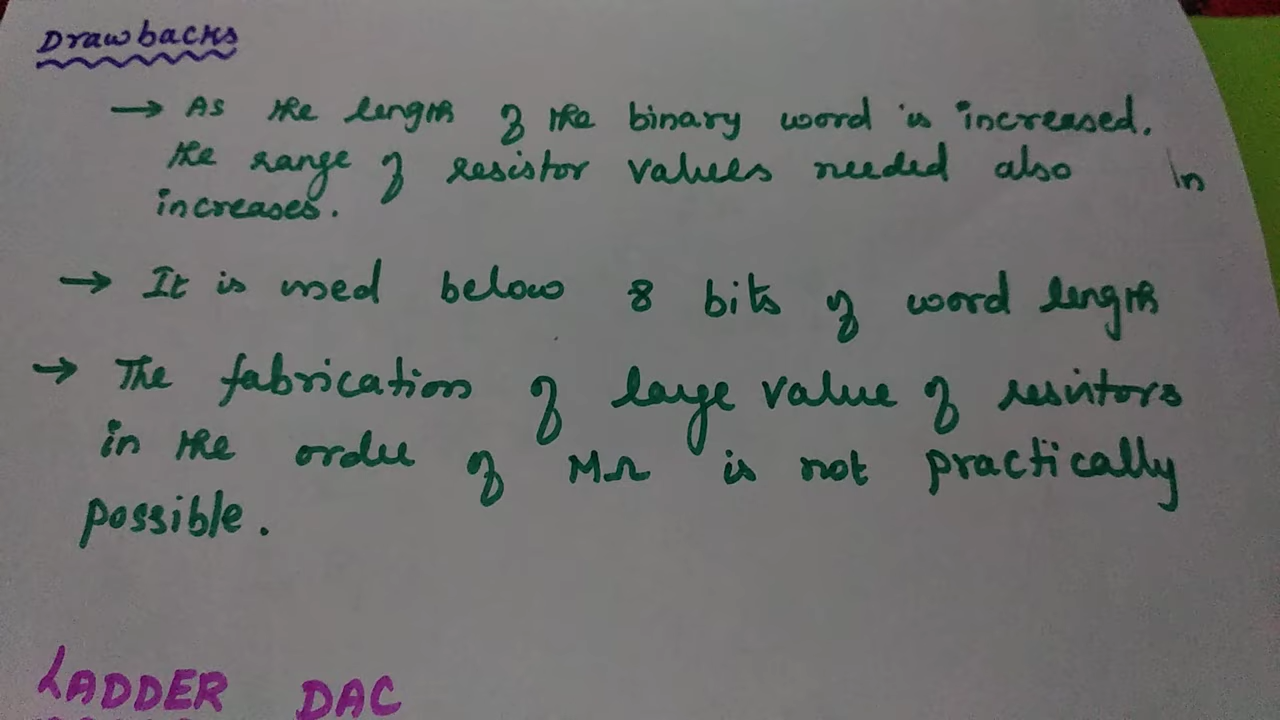 Drawbacks
→ As the length of the binary word is increased.
the range of resistor values needed also In
increases.
→ It is used below 8 bits of word length
→ The fabrication of large value of resistors
in the order of MΩ is not practically
possible.
LADDER DAC